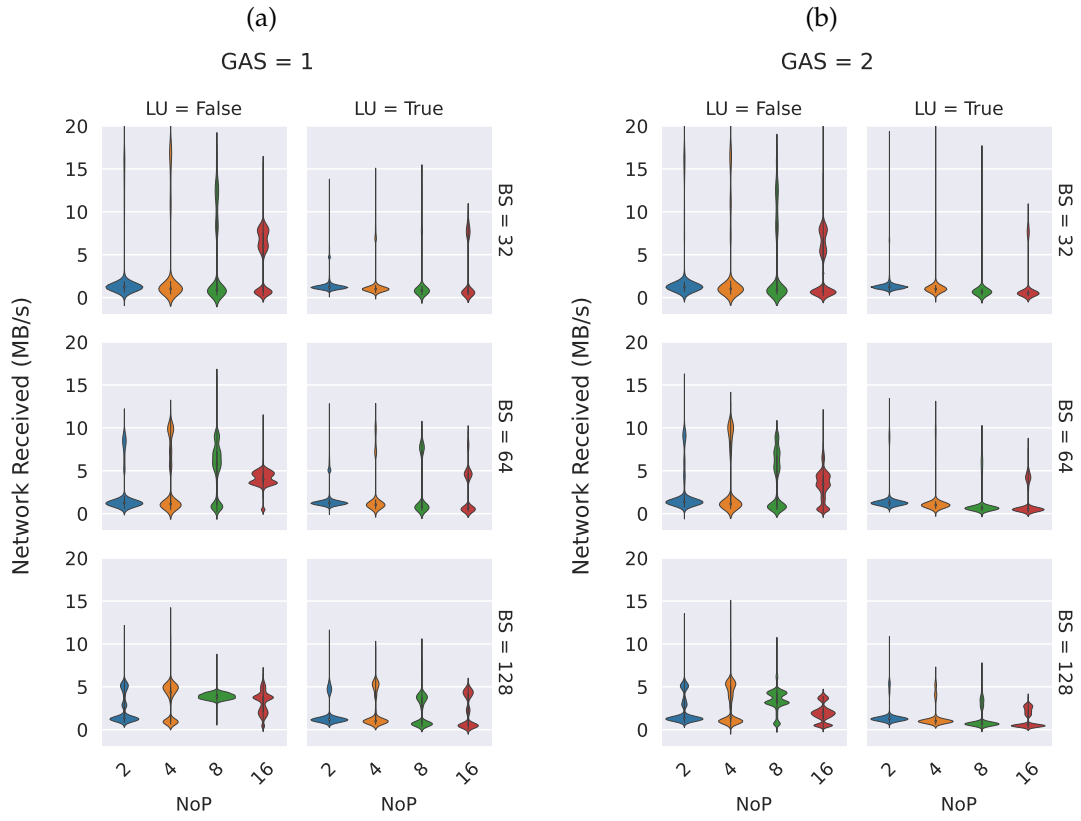 (a)
GAS = 1
LU = False
LU = True
Network Received (MB/s)
20
15
10
5
0
BS = 32
20
15
10
5
0
BS = 64
20
15
10
5
0
BS = 128
2
4
8
16
2
4
8
16
NoP
NoP
(b)
GAS = 2
LU = False
LU = True
Network Received (MB/s)
20
15
10
5
0
BS = 32
20
15
10
5
0
BS = 64
20
15
10
5
0
BS = 128
2
4
8
16
2
4
8
16
NoP
NoP